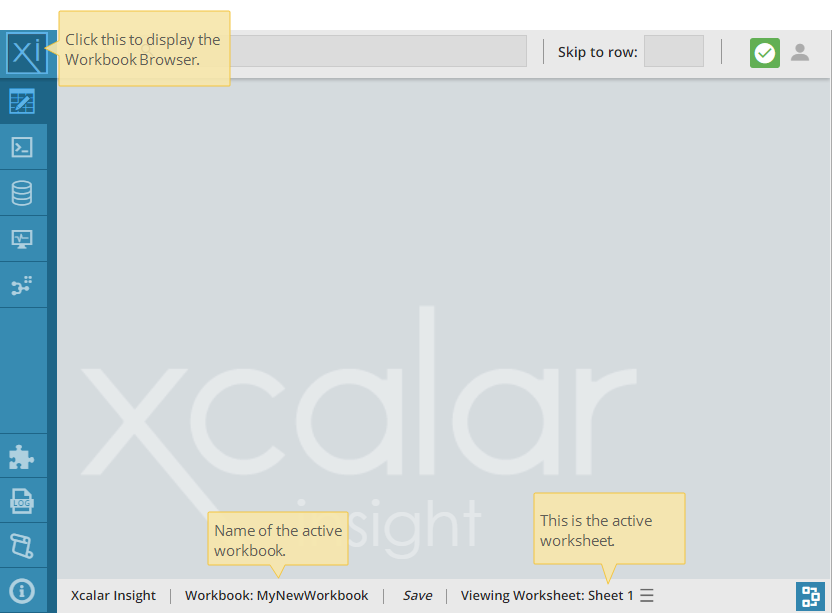 Xi
Click this to display the
Workbook Browser.
Skip to row:
LOG
xcalar
insight
Name of the active
workbook.
This is the active
worksheet.
Xcalar Insight
Workbook: MyNewWorkbook
Save
Viewing Worksheet: Sheet 1